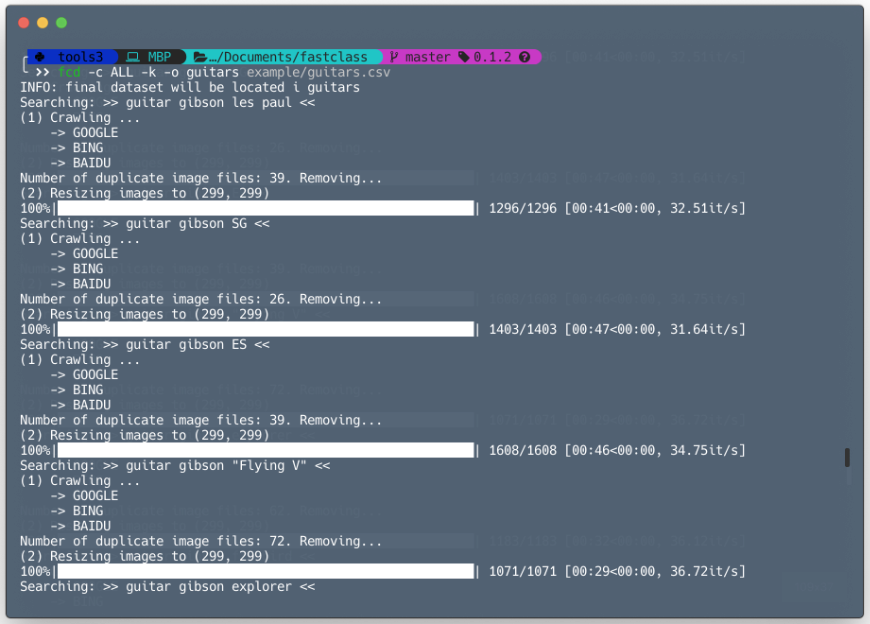 tools3 MBP …/Documents/fastclass master 0.1.2
>> fcd -c ALL -k -o guitars example/guitars.csv
INFO: final dataset will be located i guitars
Searching: >> guitar gibson les paul <<
(1) Crawling ...
-> GOOGLE
-> BING
-> BAIDU
Number of duplicate image files: 39. Removing...
(2) Resizing images to (299, 299)
100%| | 1296/1296 [00:41<00:00, 32.51it/s]
Searching: >> guitar gibson SG <<
(1) Crawling ...
-> GOOGLE
-> BING
-> BAIDU
Number of duplicate image files: 26. Removing...
(2) Resizing images to (299, 299)
100%| | 1403/1403 [00:47<00:00, 31.64it/s]
Searching: >> guitar gibson ES <<
(1) Crawling ...
-> GOOGLE
-> BING
-> BAIDU
Number of duplicate image files: 39. Removing...
(2) Resizing images to (299, 299)
100%| | 1608/1608 [00:46<00:00, 34.75it/s]
Searching: >> guitar gibson "Flying V" <<
(1) Crawling ...
-> GOOGLE
-> BING
-> BAIDU
Number of duplicate image files: 72. Removing...
(2) Resizing images to (299, 299)
100%| | 1071/1071 [00:29<00:00, 36.72it/s]
Searching: >> guitar gibson explorer <<